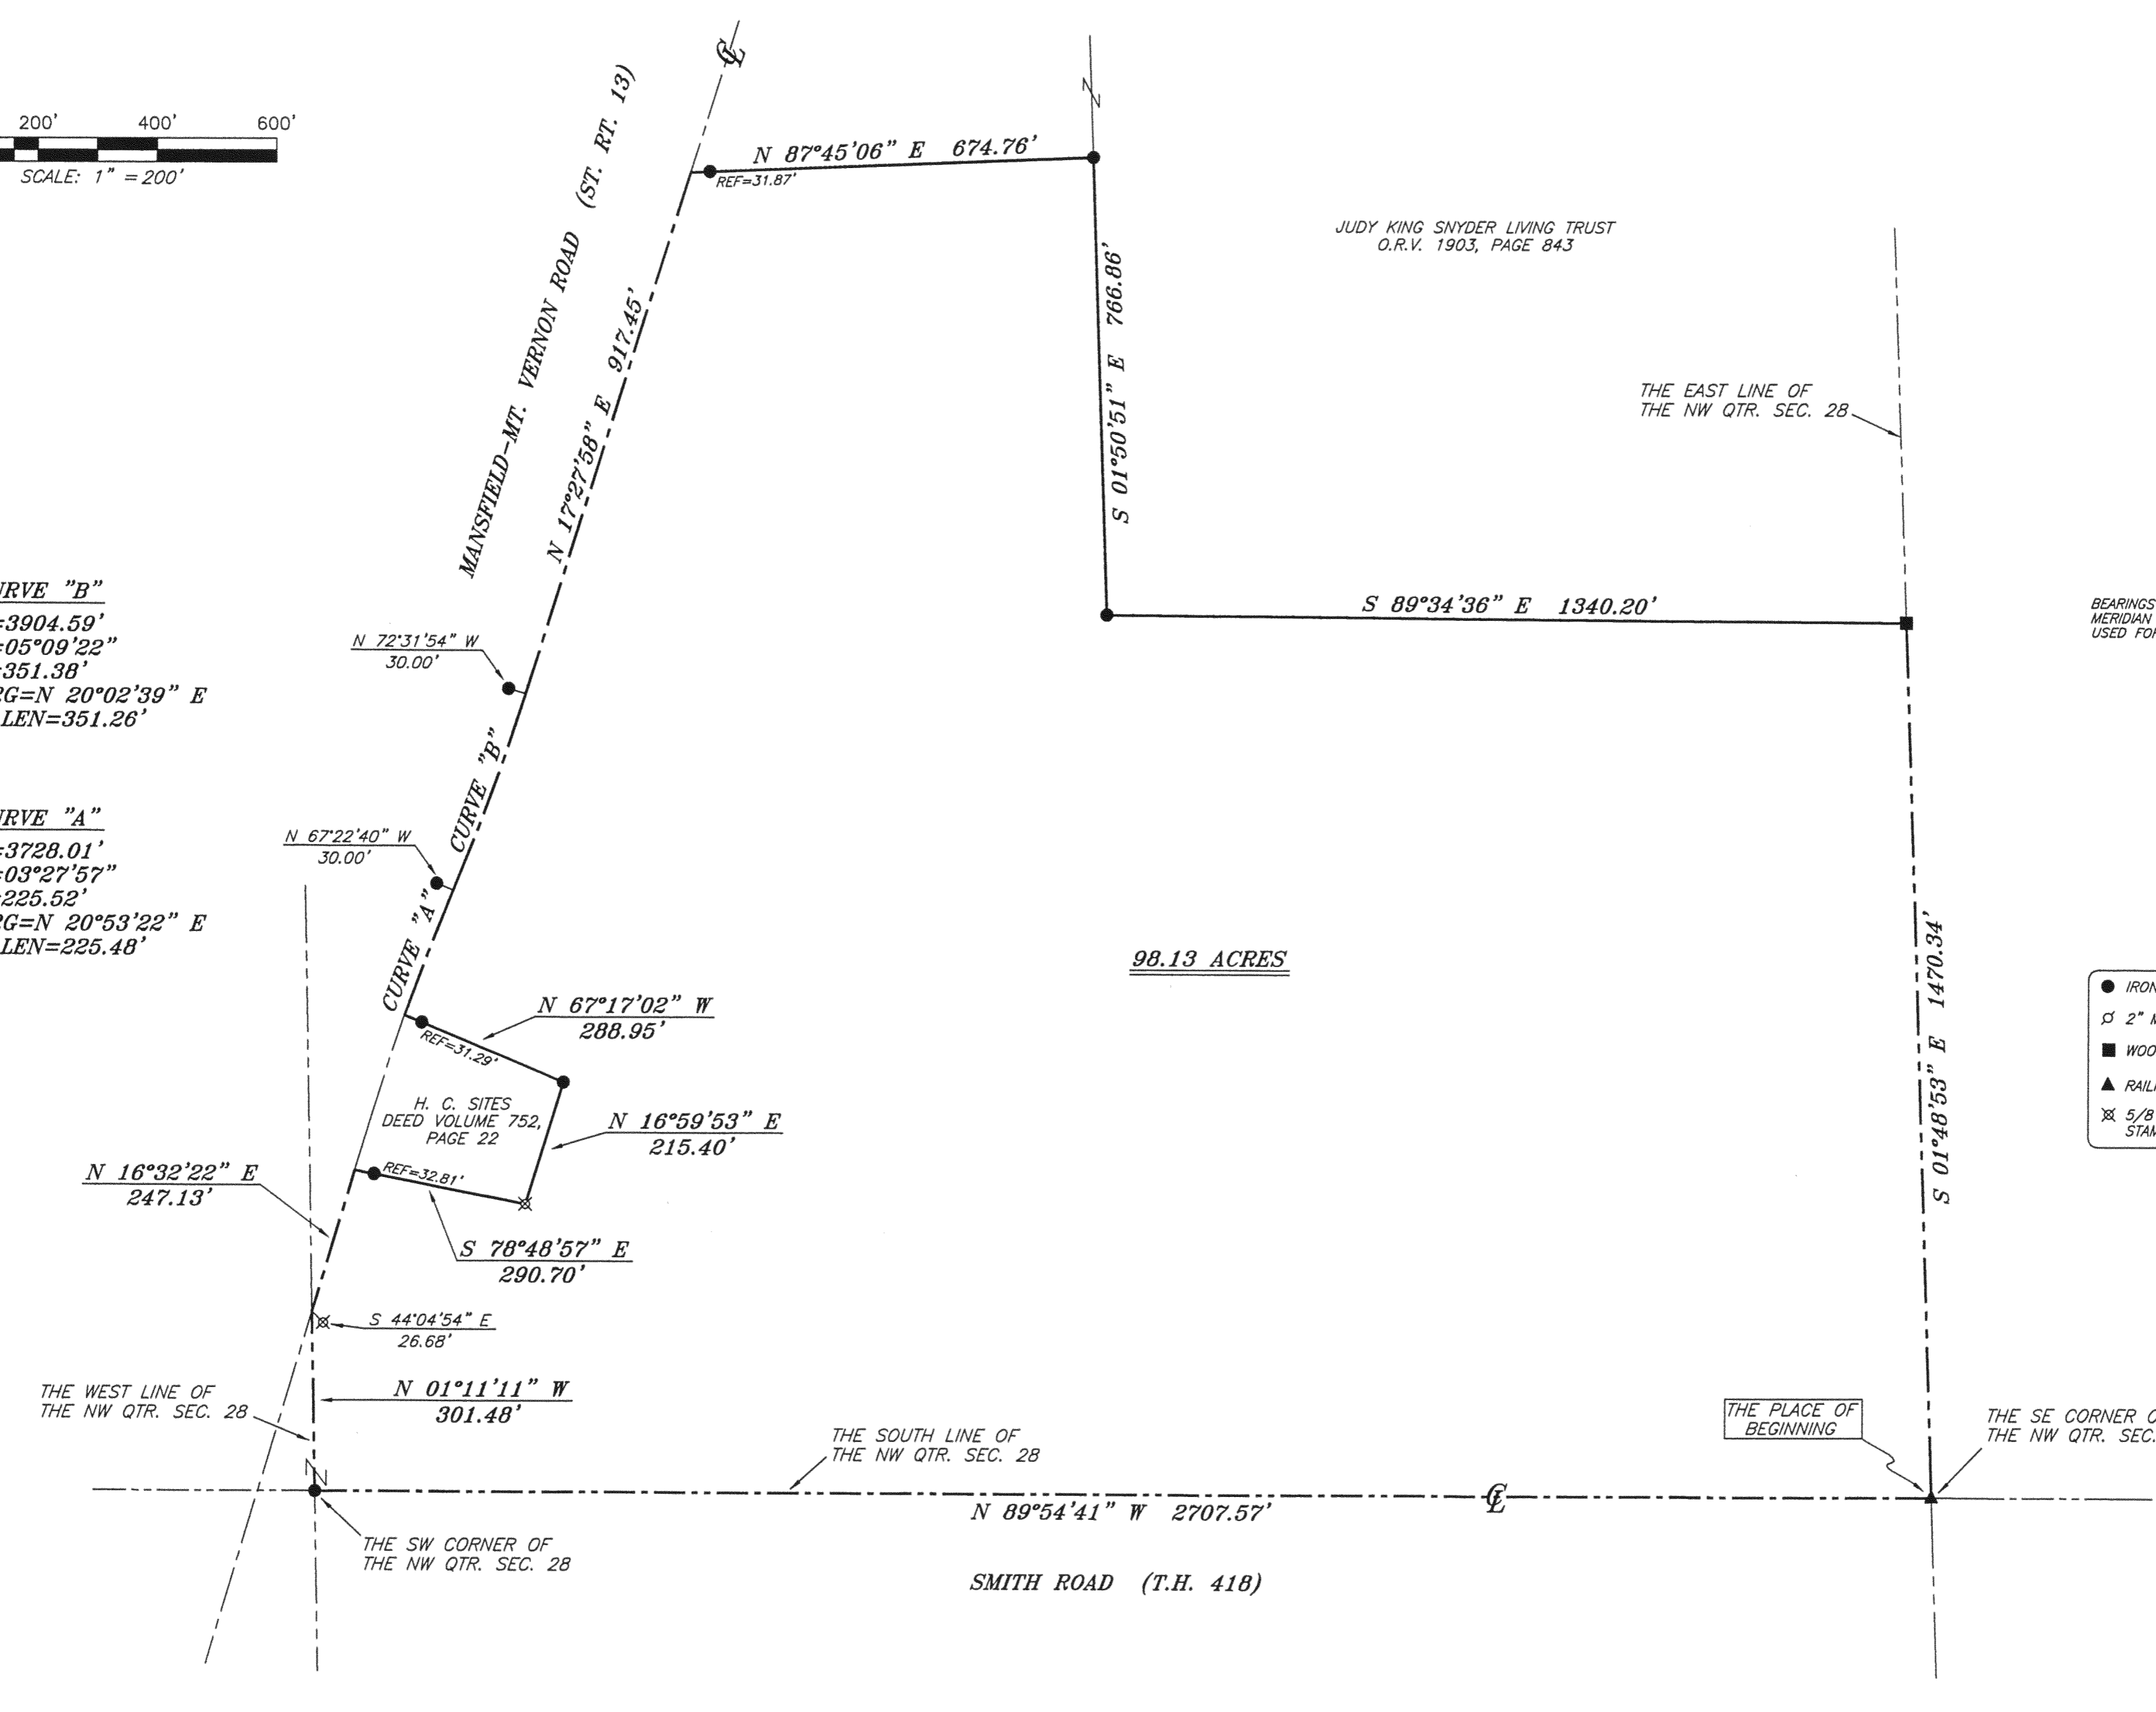 200' 400' 600'
SCALE: 1" = 200'
MANSFIELD-MT. VERNON ROAD (ST. RT. 13)
N 87°45'06" E 674.76'
REF=31.87'
JUDY KING SNYDER LIVING TRUST
O.R.V. 1903, PAGE 843
S 01°50'51" E 766.86'
N 17°27'58" E 917.45'
THE EAST LINE OF
THE NW QTR. SEC. 28
S 89°34'36" E 1340.20'
BEARINGS
MERIDIAN
USED
URVE "B"
=3904.59'
=05°09'22"
=351.38'
RG=N 20°02'39" E
LEN=351.26'
N 72°31'54" W
30.00'
CURVE "B"
URVE "A"
=3728.01'
=03°27'57"
=225.52'
RG=N 20°53'22" E
LEN=225.48'
N 67°22'40" W
30.00'
CURVE "A"
98.13 ACRES
S 01°48'53" E 1470.34'
IRON
2"
5/8
N 67°17'02" W
288.95'
REF=31.29'
H. C. SITES
DEED VOLUME 752,
PAGE 22
N 16°59'53" E
215.40'
REF=32.81'
N 16°32'22" E
247.13'
S 78°48'57" E
290.70'
S 44°04'54" E
26.68'
THE WEST LINE OF
THE NW QTR. SEC. 28
N 01°11'11" W
301.48'
THE SOUTH LINE OF
THE NW QTR. SEC. 28
THE PLACE OF
BEGINNING
THE SE CORNER
THE NW QTR. SEC.
N 89°54'41" W 2707.57'
THE SW CORNER OF
THE NW QTR. SEC. 28
SMITH ROAD (T.H. 418)